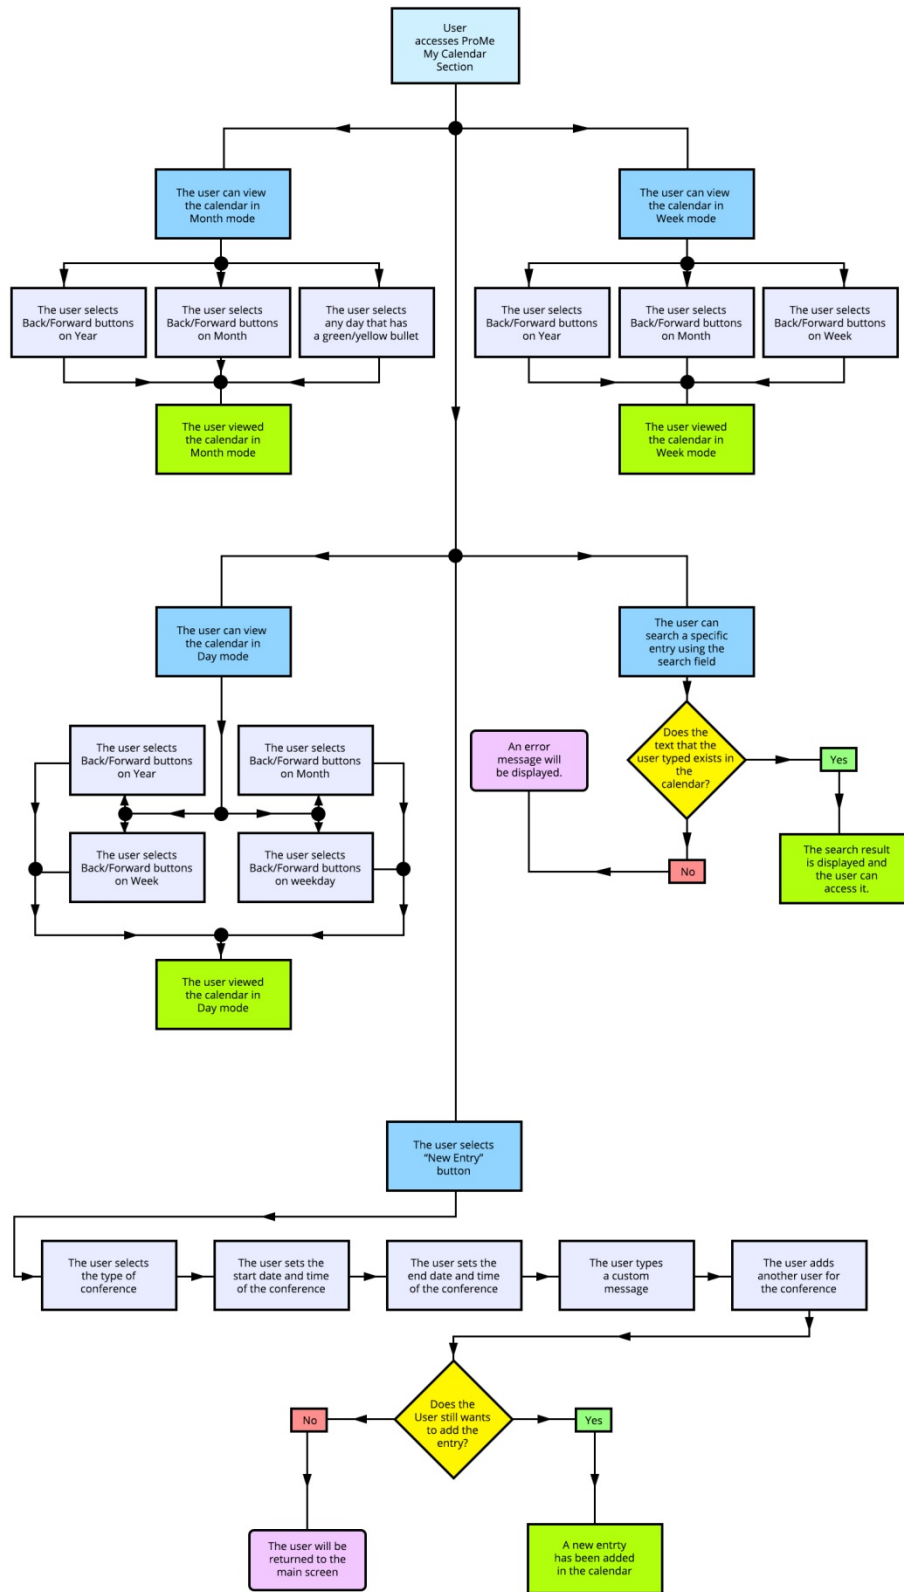 User
accesses ProMe
My Calendar
Section
The user can view
the calendar in
Month mode
The user can view
the calendar in
Week mode
The user selects
Back/Forward buttons
on Year
The user selects
Back/Forward buttons
on Month
The user selects
any day that has
a green/yellow bullet
The user selects
Back/Forward buttons
on Year
The user selects
Back/Forward buttons
on Month
The user selects
Back/Forward buttons
on Week
The user viewed
the calendar in
Month mode
The user viewed
the calendar in
Week mode
The user can view
the calendar in
Day mode
The user can
search a specific
entry using the
search field
The user selects
Back/Forward buttons
on Year
The user selects
Back/Forward buttons
on Month
An error
message will
be displayed.
Does the
text that the
user typed exists in
the
calendar?
Yes
The user selects
Back/Forward buttons
on Week
The user selects
Back/Forward buttons
on weekday
No
The search result
is displayed and
the user can
access it.
The user viewed
the calendar in
Day mode
The user selects
“New Entry”
button
The user selects
the type of
conference
The user sets the
start date and time
of the conference
The user sets the
end date and time
of the conference
The user types
a custom
message
The user adds
another user for
the conference
Does the
User still wants
to add the
entry?
No
Yes
The user will be
returned to the
main screen
A new entrty
has been added
in the calendar